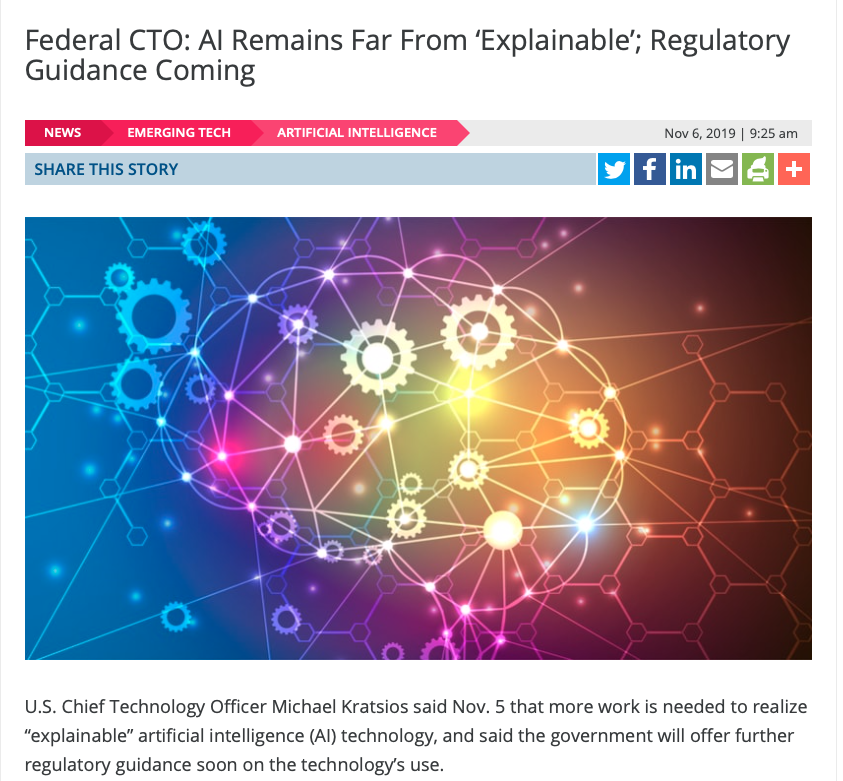 Federal CTO: AI Remains Far From ‘Explainable’; Regulatory
Guidance Coming
NEWS
EMERGING TECH
ARTIFICIAL INTELLIGENCE
Nov 6, 2019 | 9:25 am
SHARE THIS STORY
U.S. Chief Technology Officer Michael Kratsios said Nov. 5 that more work is needed to realize
“explainable” artificial intelligence (AI) technology, and said the government will offer further
regulatory guidance soon on the technology’s use.